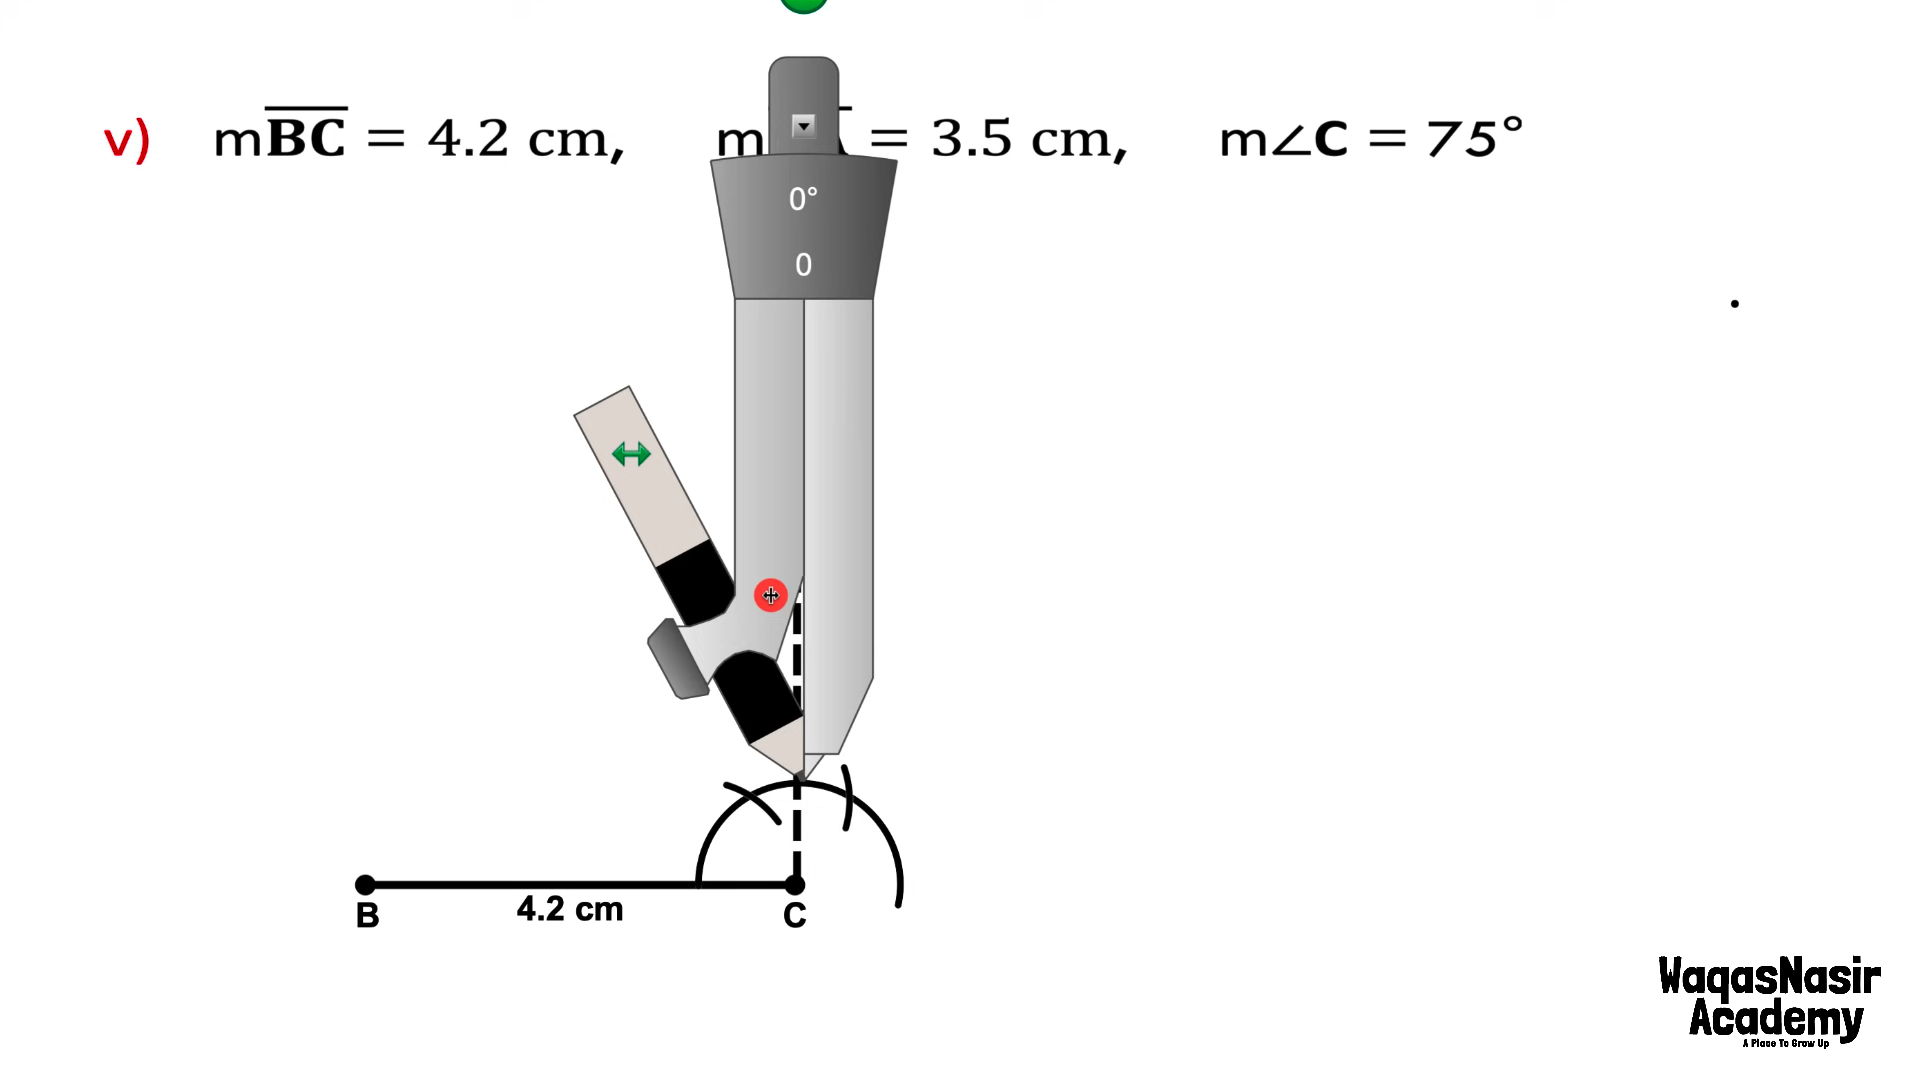 v) mBC = 4.2 cm, m = 3.5 cm, m∠C = 75°
0°
0
4.2 cm
B C
WaqasNasir
Academy
A Place To Grow Up